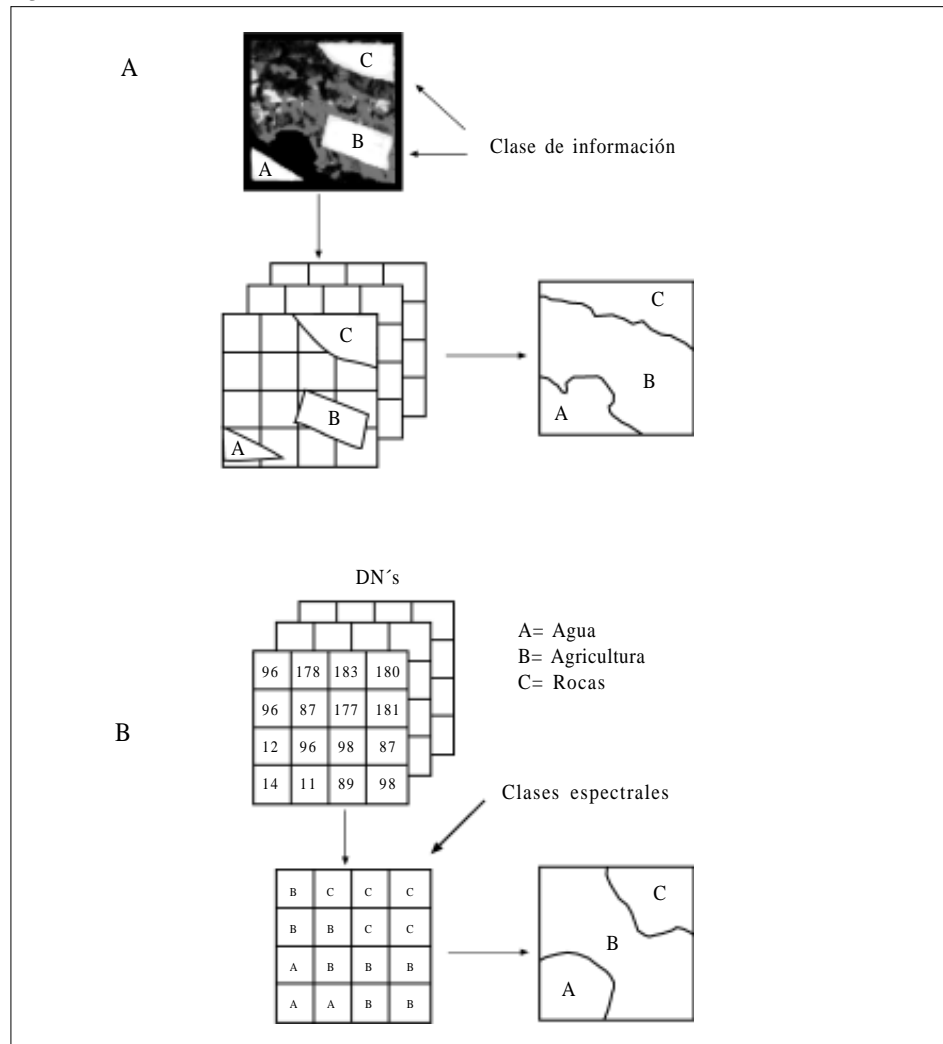 A
C
B
A
Clase de información
C
B
A
C
B
A
DN´s
96 178 183 180
96 87 177 181
12 96 98 87
14 11 89 98
A= Agua
B= Agricultura
C= Rocas
B
Clases espectrales
B C C C
B B C C
A B B B
A A B B
C
B
A